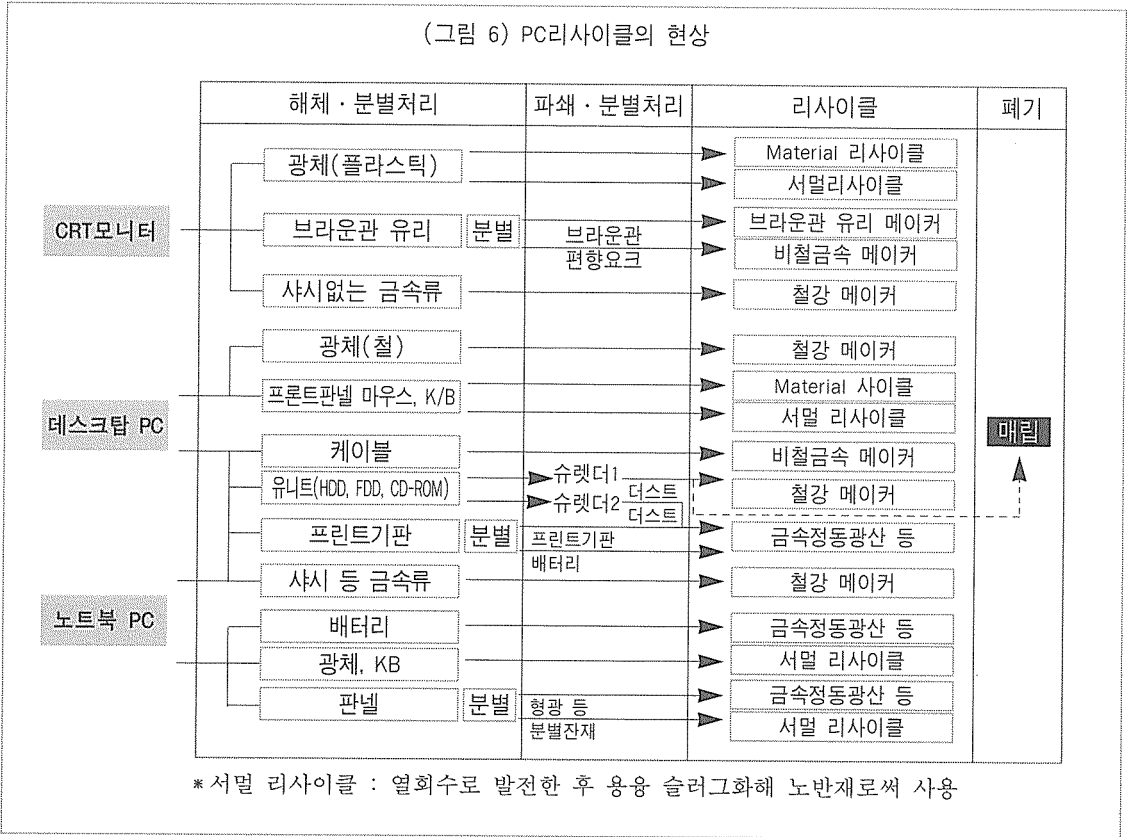 (그림 6) PC리사이클의 현상
해체 · 분별처리 파쇄 · 분별처리 리사이클 폐기
광체(플라스틱) Material 리사이클
서멀리사이클
CRT모니터 브라운관 유리 분별 브라운관 브라운관 유리 메이커
편향요크 비철금속 메이커
샤시없는 금속류 철강 메이커
광체(철) 철강 메이커
프론트판넬 마우스, K/B Material 사이클
서멀 리사이클
데스크탑 PC 매립
케이블 비철금속 메이커
유니트(HDD, FDD, CD-ROM) 슈렛더1 철강 메이커
슈렛더2 더스트
더스트
프린트기판 분별 프린트기판 금속정동광산 등
배터리
샤시 등 금속류 철강 메이커
노트북 PC
배터리 금속정동광산 등
광체, KB 서멀 리사이클
판넬 분별 형광 등 금속정동광산 등
분별잔재 서멀 리사이클
*서멀 리사이클 : 열회수로 발전한 후 용융 슬러그화해 노반재로써 사용